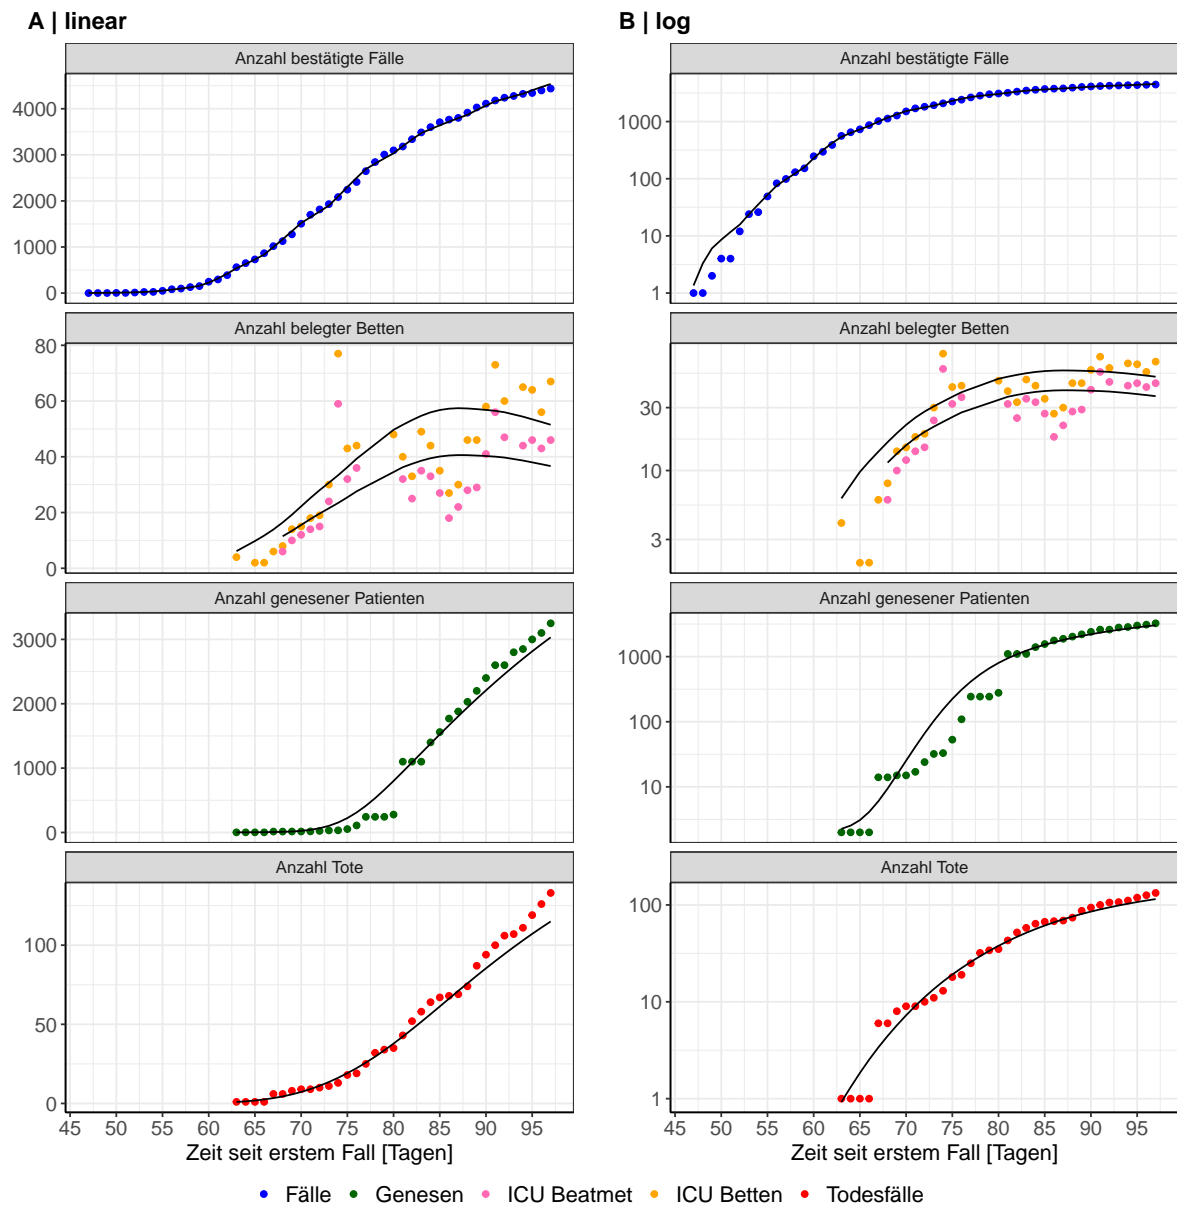 A | linear
Anzahl bestätigte Fälle
4000
3000
2000
1000
0
Anzahl belegter Betten
80
60
40
20
0
Anzahl genesener Patienten
3000
2000
1000
0
Anzahl Tote
100
50
0
45 50 55 60 65 70 75 80 85 90 95
Zeit seit erstem Fall [Tagen]
B | log
Anzahl bestätigte Fälle
1000
100
10
1
Anzahl belegter Betten
30
10
3
Anzahl genesener Patienten
1000
100
10
Anzahl Tote
100
10
1
45 50 55 60 65 70 75 80 85 90 95
Zeit seit erstem Fall [Tagen]
Fälle Genesen ICU Beatmet ICU Betten Todesfälle